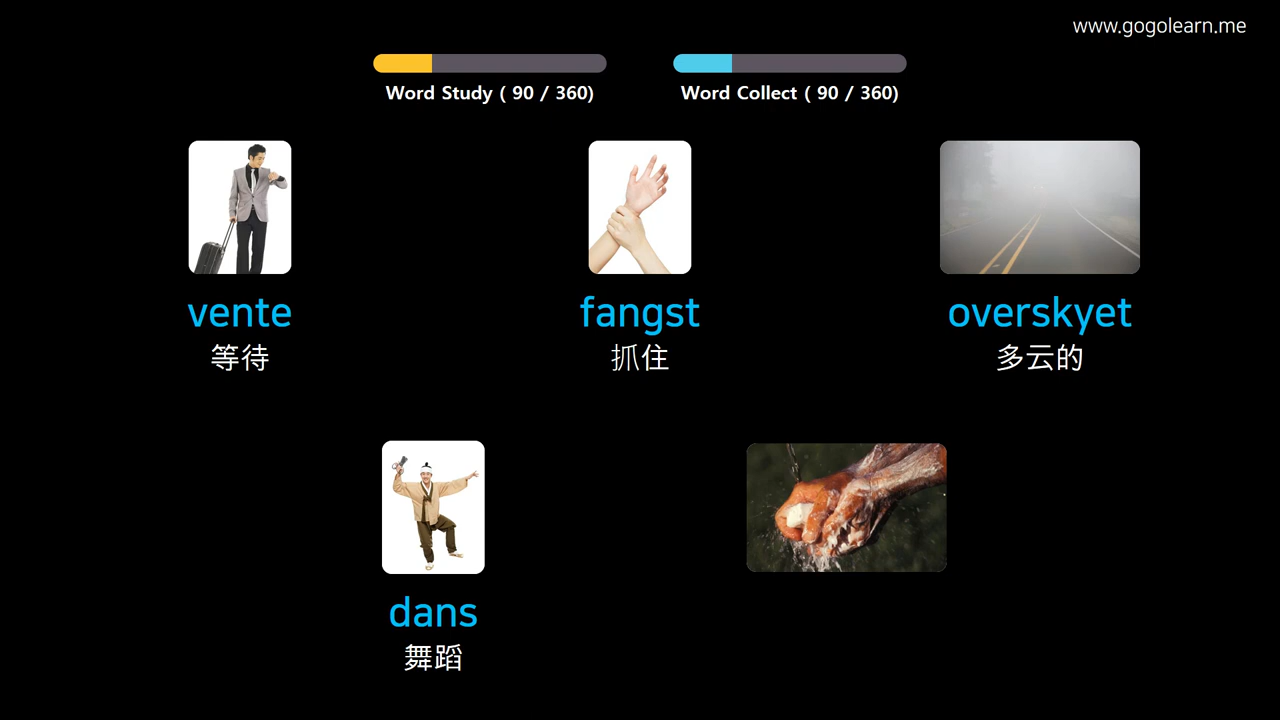 www.gogolearn.me
Word Study ( 90 / 360)
Word Collect ( 90 / 360)
vente
等待
fangst
抓住
overskyet
多云的
dans
舞蹈